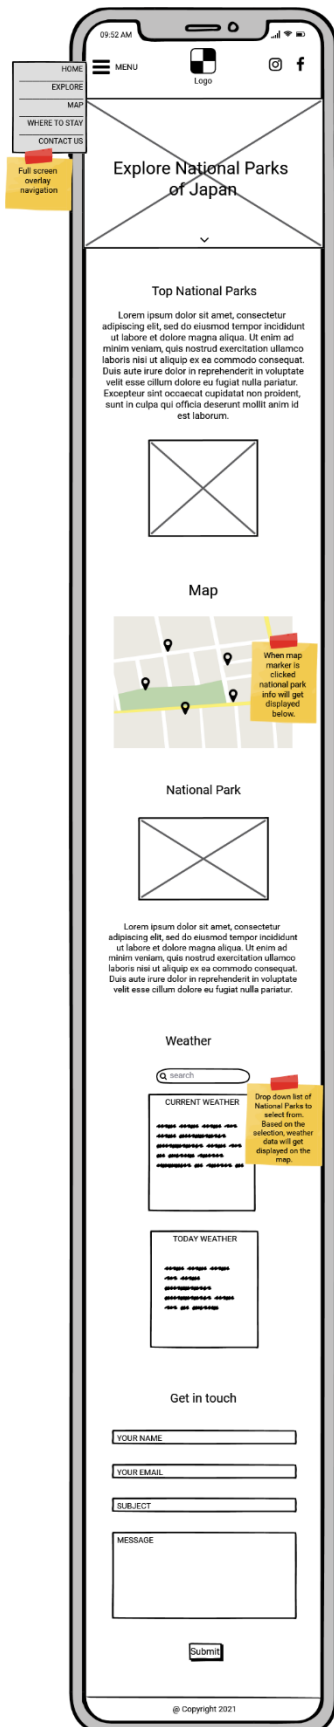 09:52 AM
MENU
Logo
HOME
EXPLORE
MAP
WHERE TO STAY
CONTACT US
Full screen
overlay
navigation
Explore National Parks
of Japan
Top National Parks
Lorem ipsum dolor sit amet, consectetur
adipiscing elit, sed do eiusmod tempor incididunt
ut labore et dolore magna aliqua. Ut enim ad
minim veniam, quis nostrud exercitation ullamco
laboris nisi ut aliquip ex ea commodo consequat.
Duis aute irure dolor in reprehenderit in voluptate
velit esse cillum dolore eu fugiat nulla pariatur.
Excepteur sint occaecat cupidatat non proident,
sunt in culpa qui officia deserunt mollit anim id
est laborum.
Map
When map
marker is
clicked
national park
info will get
displayed
below.
National Park
Lorem ipsum dolor sit amet, consectetur
adipiscing elit, sed do eiusmod tempor incididunt
ut labore et dolore magna aliqua. Ut enim ad
minim veniam, quis nostrud exercitation ullamco
laboris nisi ut aliquip ex ea commodo consequat.
Duis aute irure dolor in reprehenderit in voluptate
velit esse cillum dolore eu fugiat nulla pariatur.
Weather
search
Drop down list of
National Parks to
select from.
Based on the
selection, weather
data will get
displayed on the
map.
CURRENT WEATHER
TODAY WEATHER
Get in touch
YOUR NAME
YOUR EMAIL
SUBJECT
MESSAGE
Submit
@ Copyright 2021